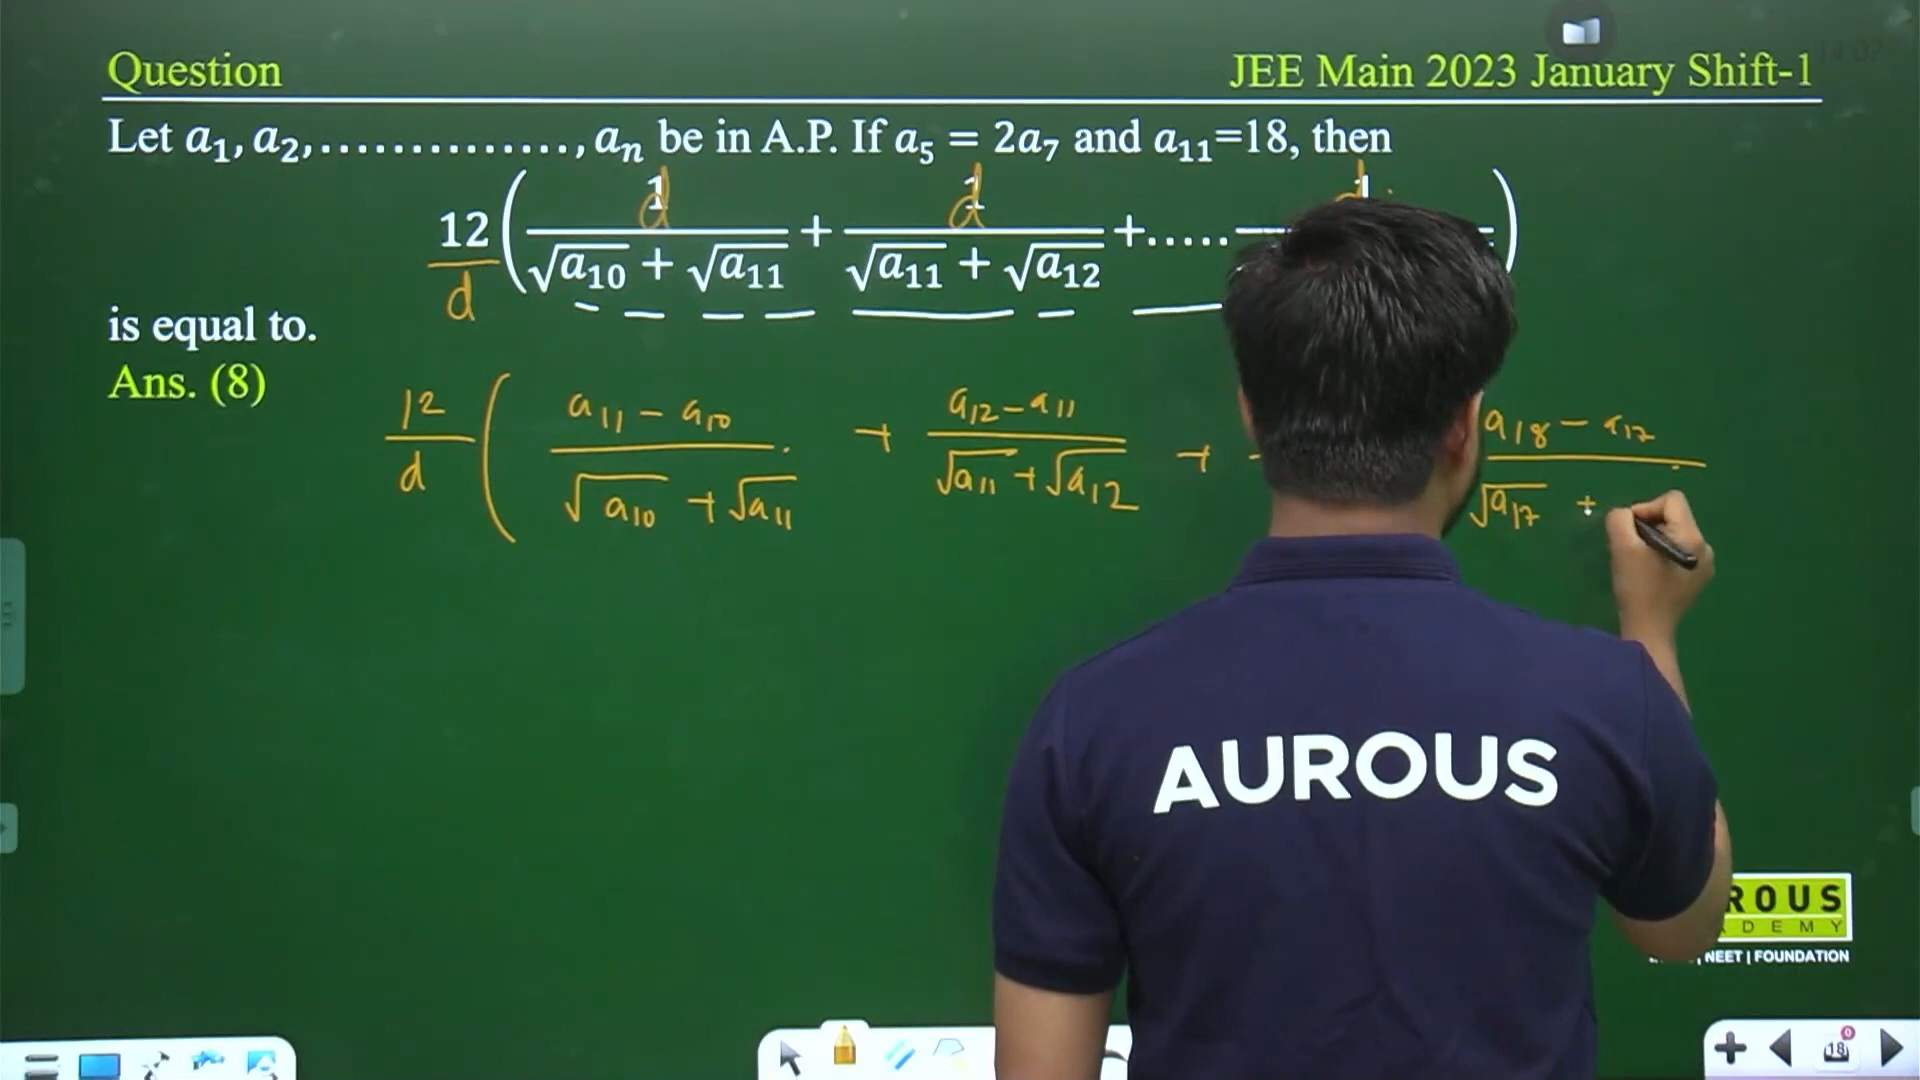 Question
JEE Main 2023 January Shift-1
Let a₁, a₂,.............., aₙ be in A.P. If a₅ = 2a₇ and a₁₁=18, then
12/d ( d/(√a₁₀ + √a₁₁) + d/(√a₁₁ + √a₁₂) +..... )
is equal to.
Ans. (8)
12/d ( (a₁₁ - a₁₀)/(√a₁₀ + √a₁₁) + (a₁₂ - a₁₁)/(√a₁₁ + √a₁₂) + (a₁₈ - a₁₇)/(√a₁₇ +
AUROUS
ROUS
DEMY
NEET | FOUNDATION
18